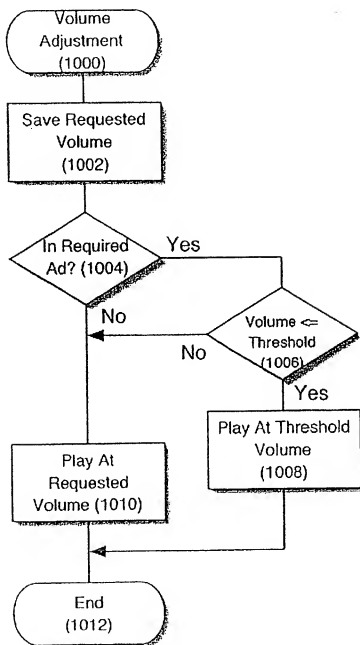 Volume
Adjustment
(1000)
Save Requested
Volume
(1002)
In Required
Ad? (1004)
Yes
No
Volume <=
Threshold
(1006)
No
Yes
Play At Threshold
Volume
(1008)
Play At
Requested
Volume (1010)
End
(1012)